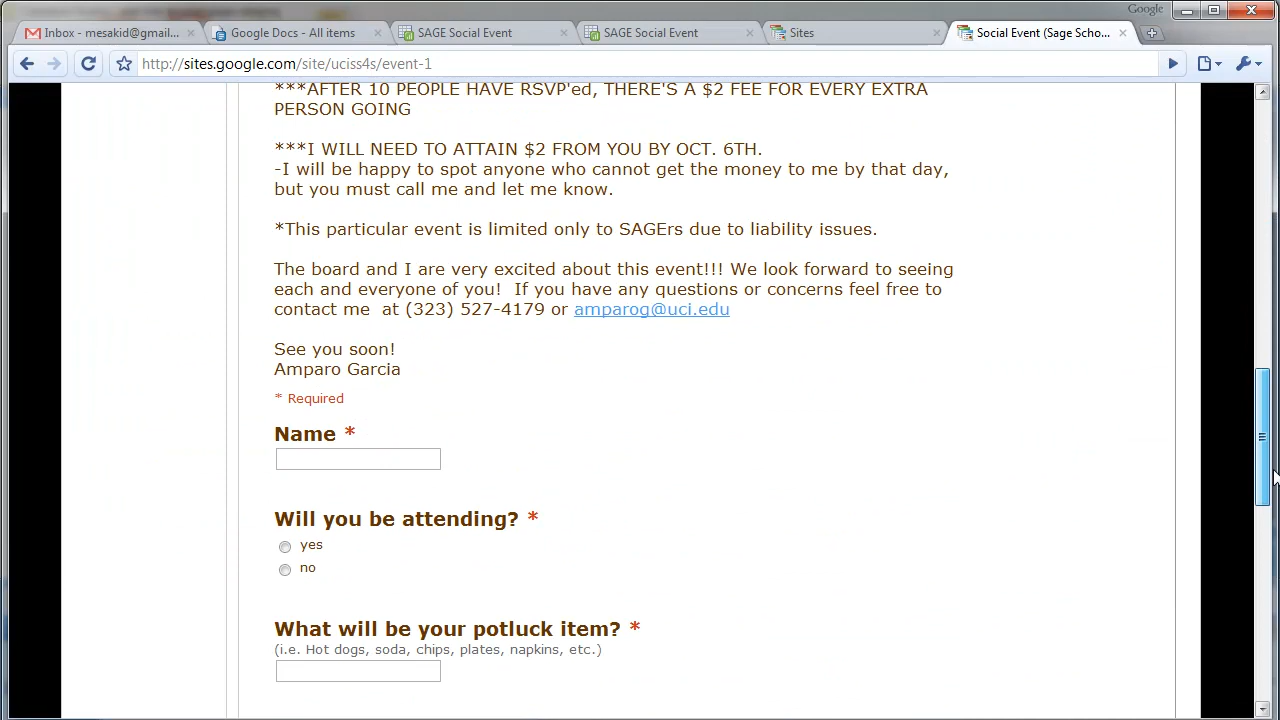 Google
Inbox - mesakid@gmail...
Google Docs - All items
SAGE Social Event
SAGE Social Event
Sites
Social Event (Sage Scho...
http://sites.google.com/site/uciss4s/event-1
***AFTER 10 PEOPLE HAVE RSVP'ed, THERE'S A $2 FEE FOR EVERY EXTRA
PERSON GOING
***I WILL NEED TO ATTAIN $2 FROM YOU BY OCT. 6TH.
-I will be happy to spot anyone who cannot get the money to me by that day,
but you must call me and let me know.
*This particular event is limited only to SAGErs due to liability issues.
The board and I are very excited about this event!!! We look forward to seeing
each and everyone of you!  If you have any questions or concerns feel free to
contact me  at (323) 527-4179 or amparog@uci.edu
See you soon!
Amparo Garcia
* Required
Name *
Will you be attending? *
yes
no
What will be your potluck item? *
(i.e. Hot dogs, soda, chips, plates, napkins, etc.)